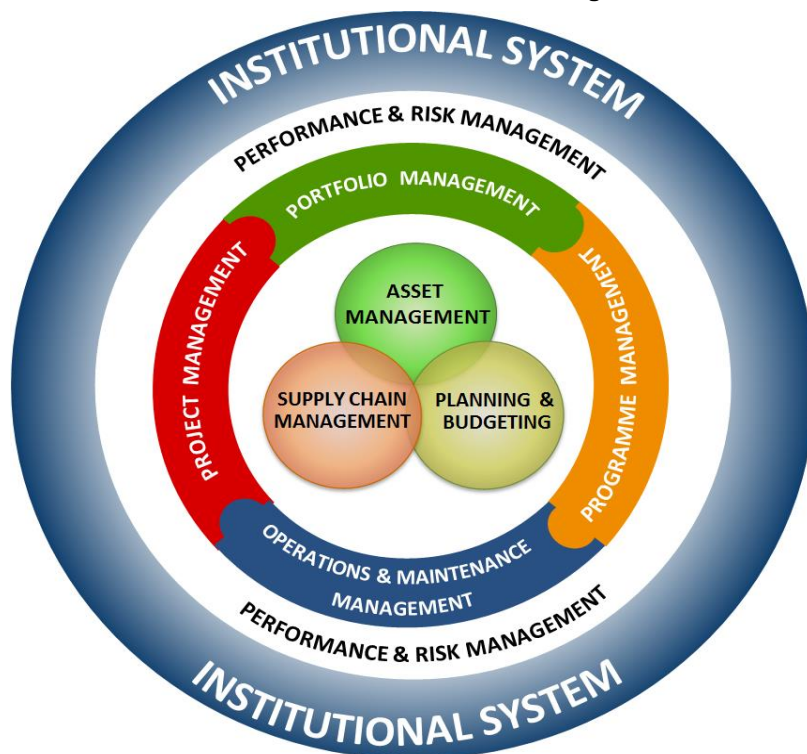 INSTITUTIONAL SYSTEM
PERFORMANCE & RISK MANAGEMENT
PORTFOLIO MANAGEMENT
PROJECT MANAGEMENT
PROGRAMME MANAGEMENT
ASSET
MANAGEMENT
SUPPLY CHAIN
MANAGEMENT
PLANNING &
BUDGETING
OPERATIONS & MAINTENANCE
MANAGEMENT
PERFORMANCE & RISK MANAGEMENT
INSTITUTIONAL SYSTEM